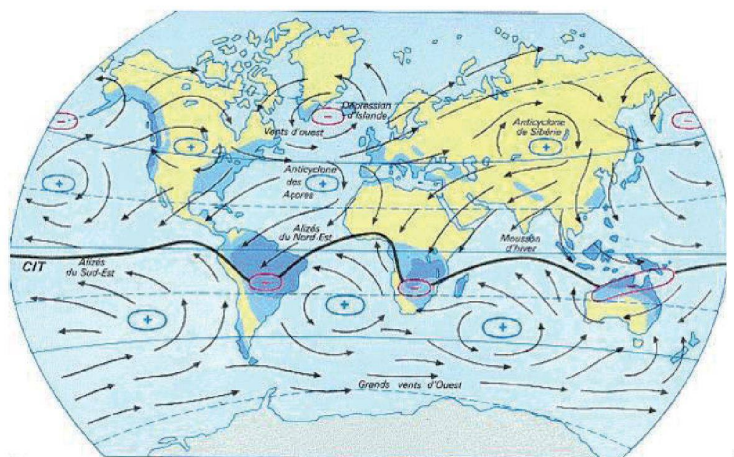 Dépression
d'Islande
Vents d'ouest
Anticyclone
de Sibérie
Anticyclone
des
Açores
Alizés
du Nord-Est
Mousson
d'hiver
CIT
Alizés
du Sud-Est
Grands vents d'Ouest
-
-
-
+
+
+
-
-
-
+
+
+